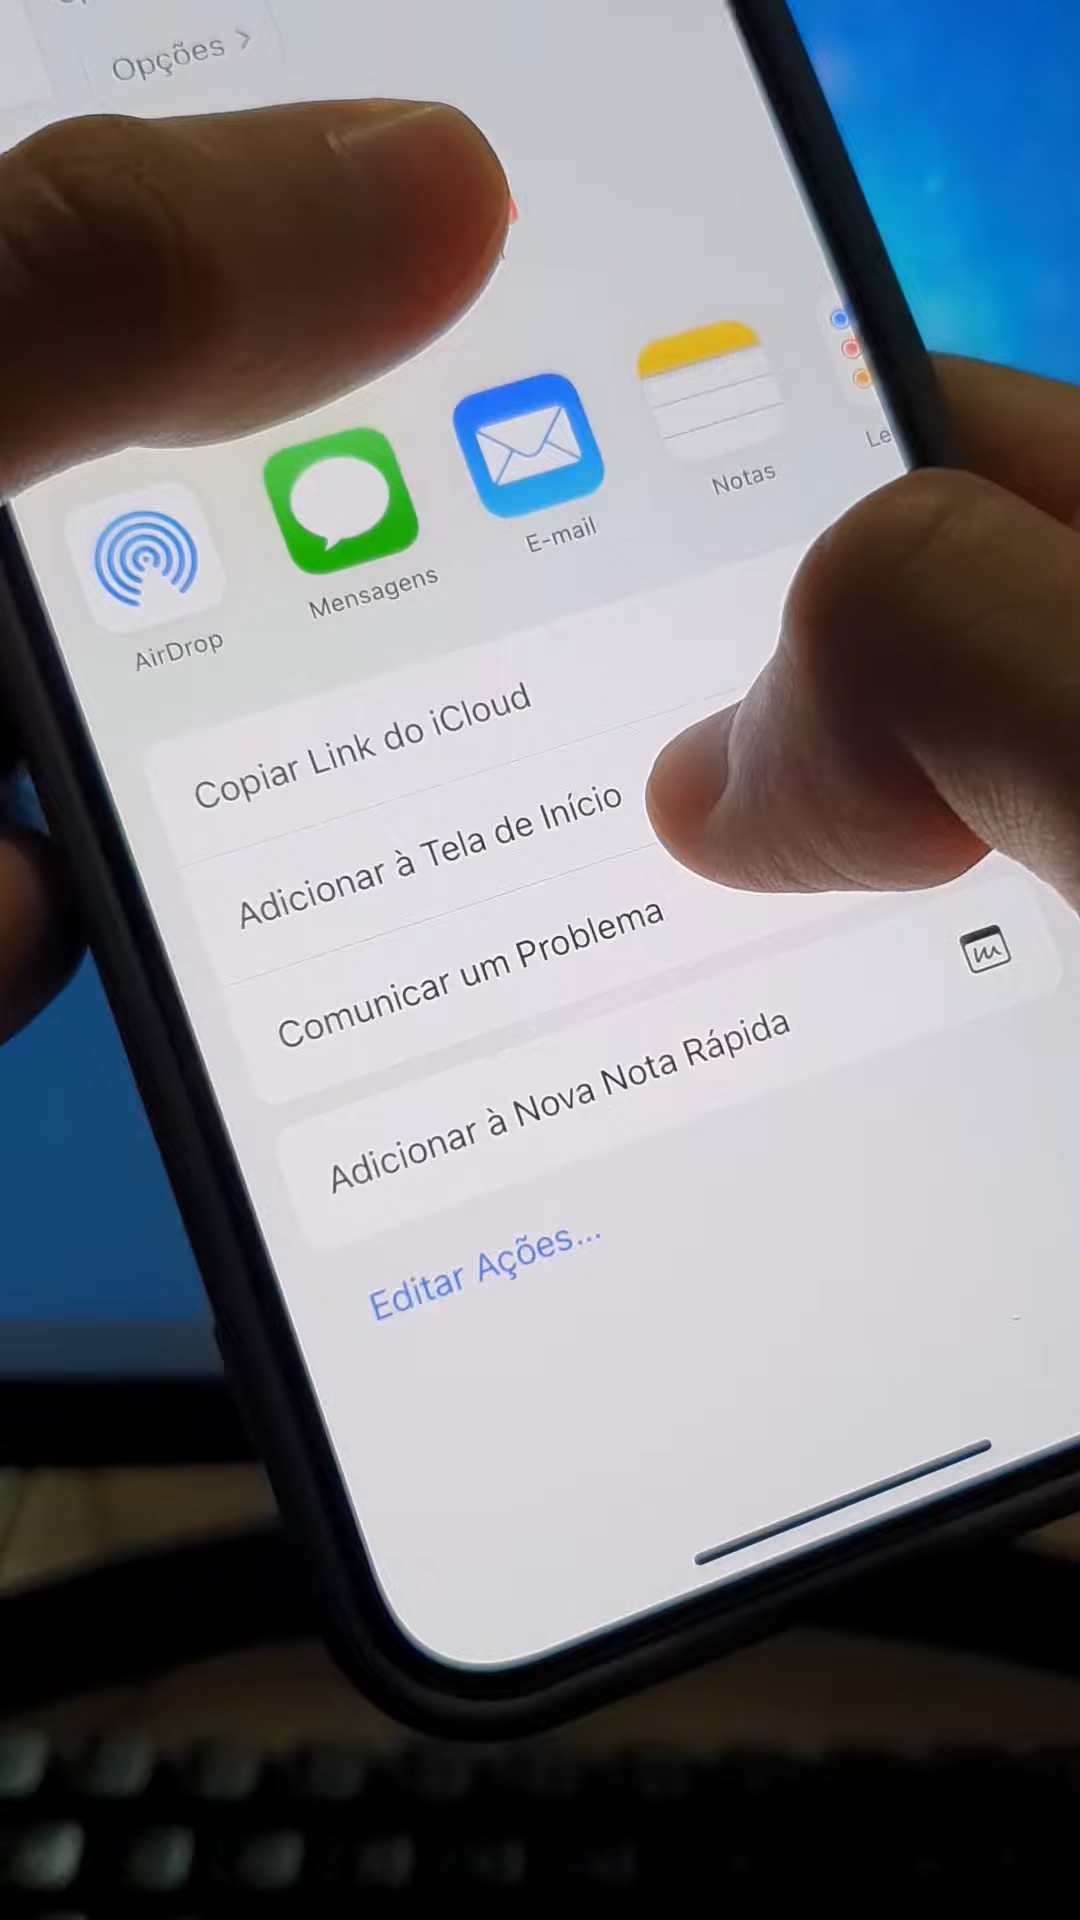 Opções >
AirDrop
Mensagens
E-mail
Notas
Le
Copiar Link do iCloud
Adicionar à Tela de Início
Comunicar um Problema
Adicionar à Nova Nota Rápida
Editar Ações...